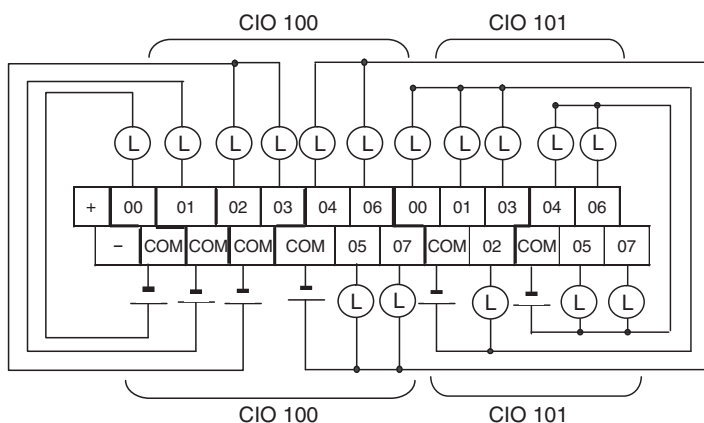 CIO 100 CIO 101
L L L L L L L L L L L
+ 00 01 02 03 04 06 00 01 03 04 06
− COM COM COM COM 05 07 COM 02 COM 05 07
L L L L L
CIO 100 CIO 101